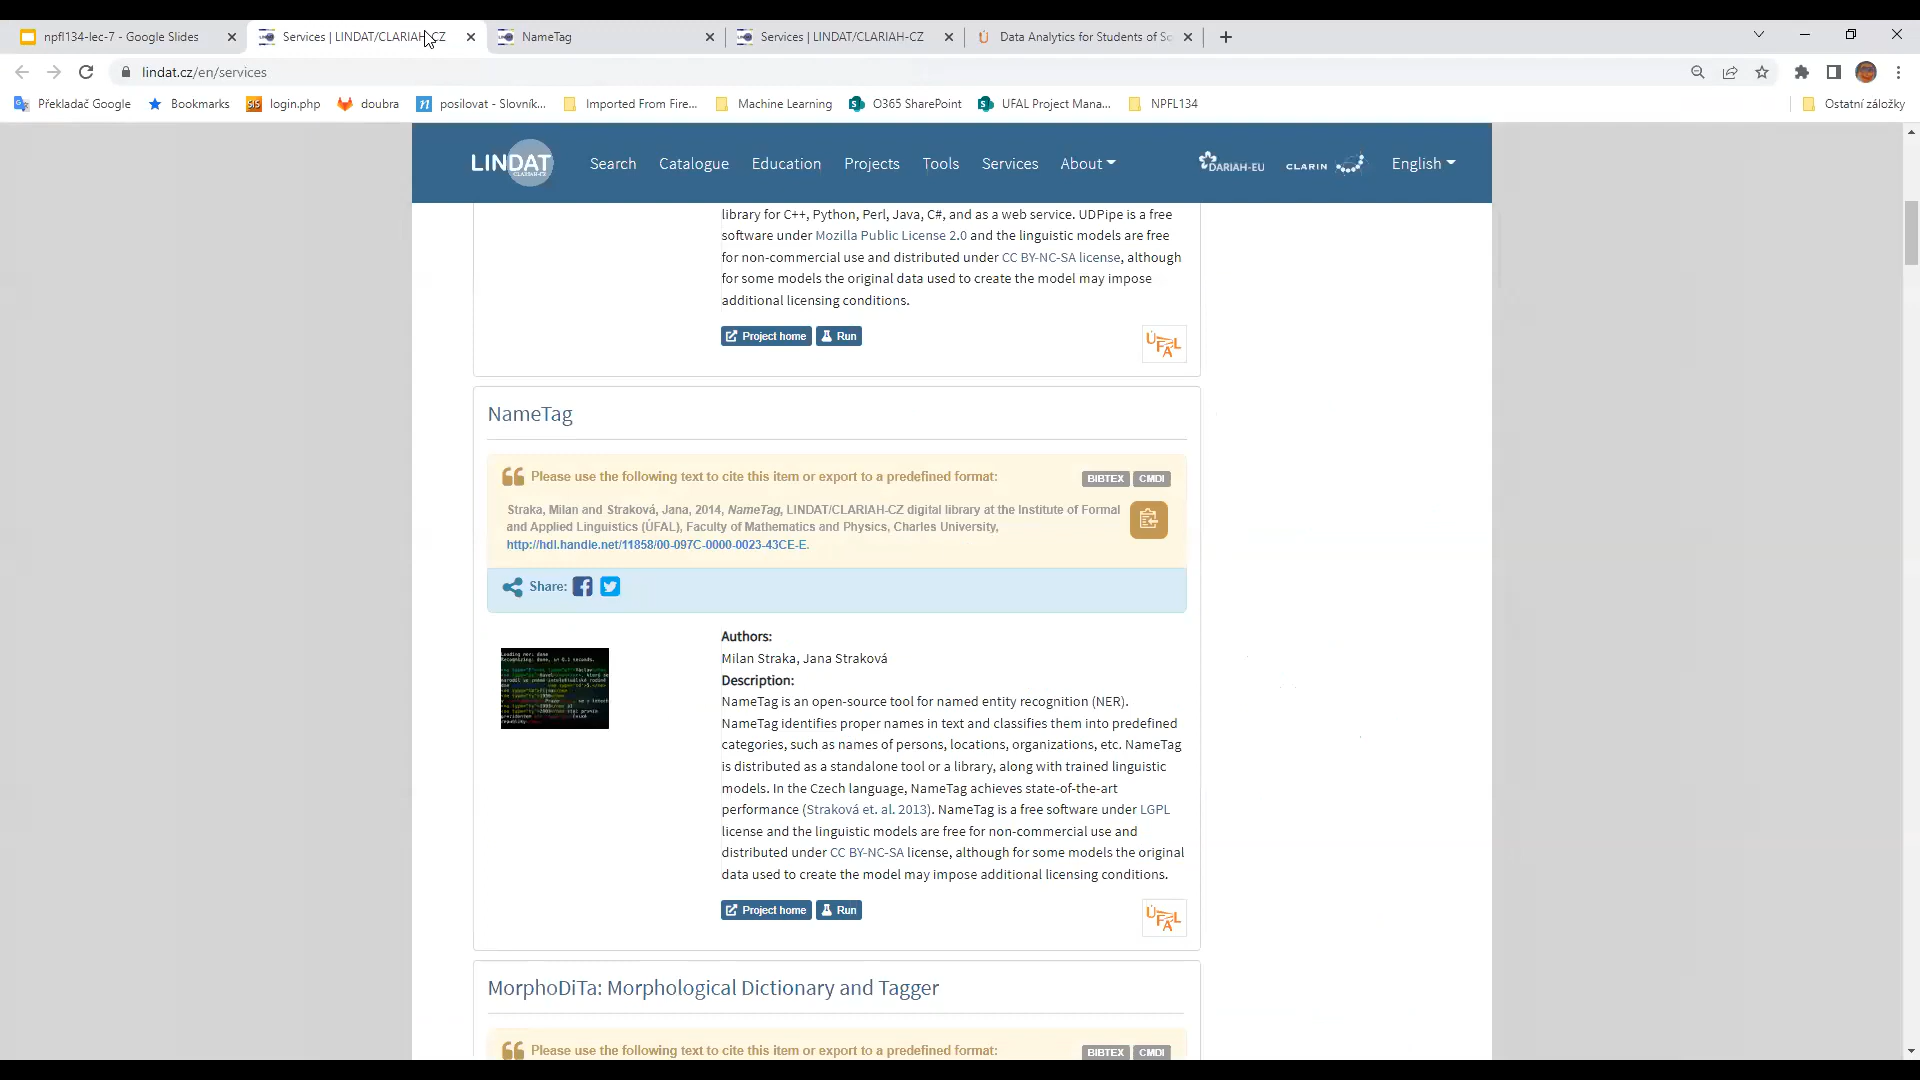 npfl134-lec-7 - Google Slides
Services | LINDAT/CLARIAH-CZ
NameTag
Services | LINDAT/CLARIAH-CZ
Data Analytics for Students of So
lindat.cz/en/services
Překladač Google
Bookmarks
login.php
doubra
posilovat - Slovník...
Imported From Fire...
Machine Learning
O365 SharePoint
UFAL Project Mana...
NPFL134
Ostatní záložky
LINDAT
CLARIAH-CZ
Search
Catalogue
Education
Projects
Tools
Services
About
DARIAH-EU
CLARIN
English
library for C++, Python, Perl, Java, C#, and as a web service. UDPipe is a free
software under Mozilla Public License 2.0 and the linguistic models are free
for non-commercial use and distributed under CC BY-NC-SA license, although
for some models the original data used to create the model may impose
additional licensing conditions.
Project home
Run
ÚFAL
NameTag
Please use the following text to cite this item or export to a predefined format:
BIBTEX
CMDI
Straka, Milan and Straková, Jana, 2014, NameTag, LINDAT/CLARIAH-CZ digital library at the Institute of Formal
and Applied Linguistics (ÚFAL), Faculty of Mathematics and Physics, Charles University,
http://hdl.handle.net/11858/00-097C-0000-0023-43CE-E.
Share:
Authors:
Milan Straka, Jana Straková
Description:
NameTag is an open-source tool for named entity recognition (NER).
NameTag identifies proper names in text and classifies them into predefined
categories, such as names of persons, locations, organizations, etc. NameTag
is distributed as a standalone tool or a library, along with trained linguistic
models. In the Czech language, NameTag achieves state-of-the-art
performance (Straková et. al. 2013). NameTag is a free software under LGPL
license and the linguistic models are free for non-commercial use and
distributed under CC BY-NC-SA license, although for some models the original
data used to create the model may impose additional licensing conditions.
Project home
Run
ÚFAL
MorphoDiTa: Morphological Dictionary and Tagger
Please use the following text to cite this item or export to a predefined format:
BIBTEX
CMDI